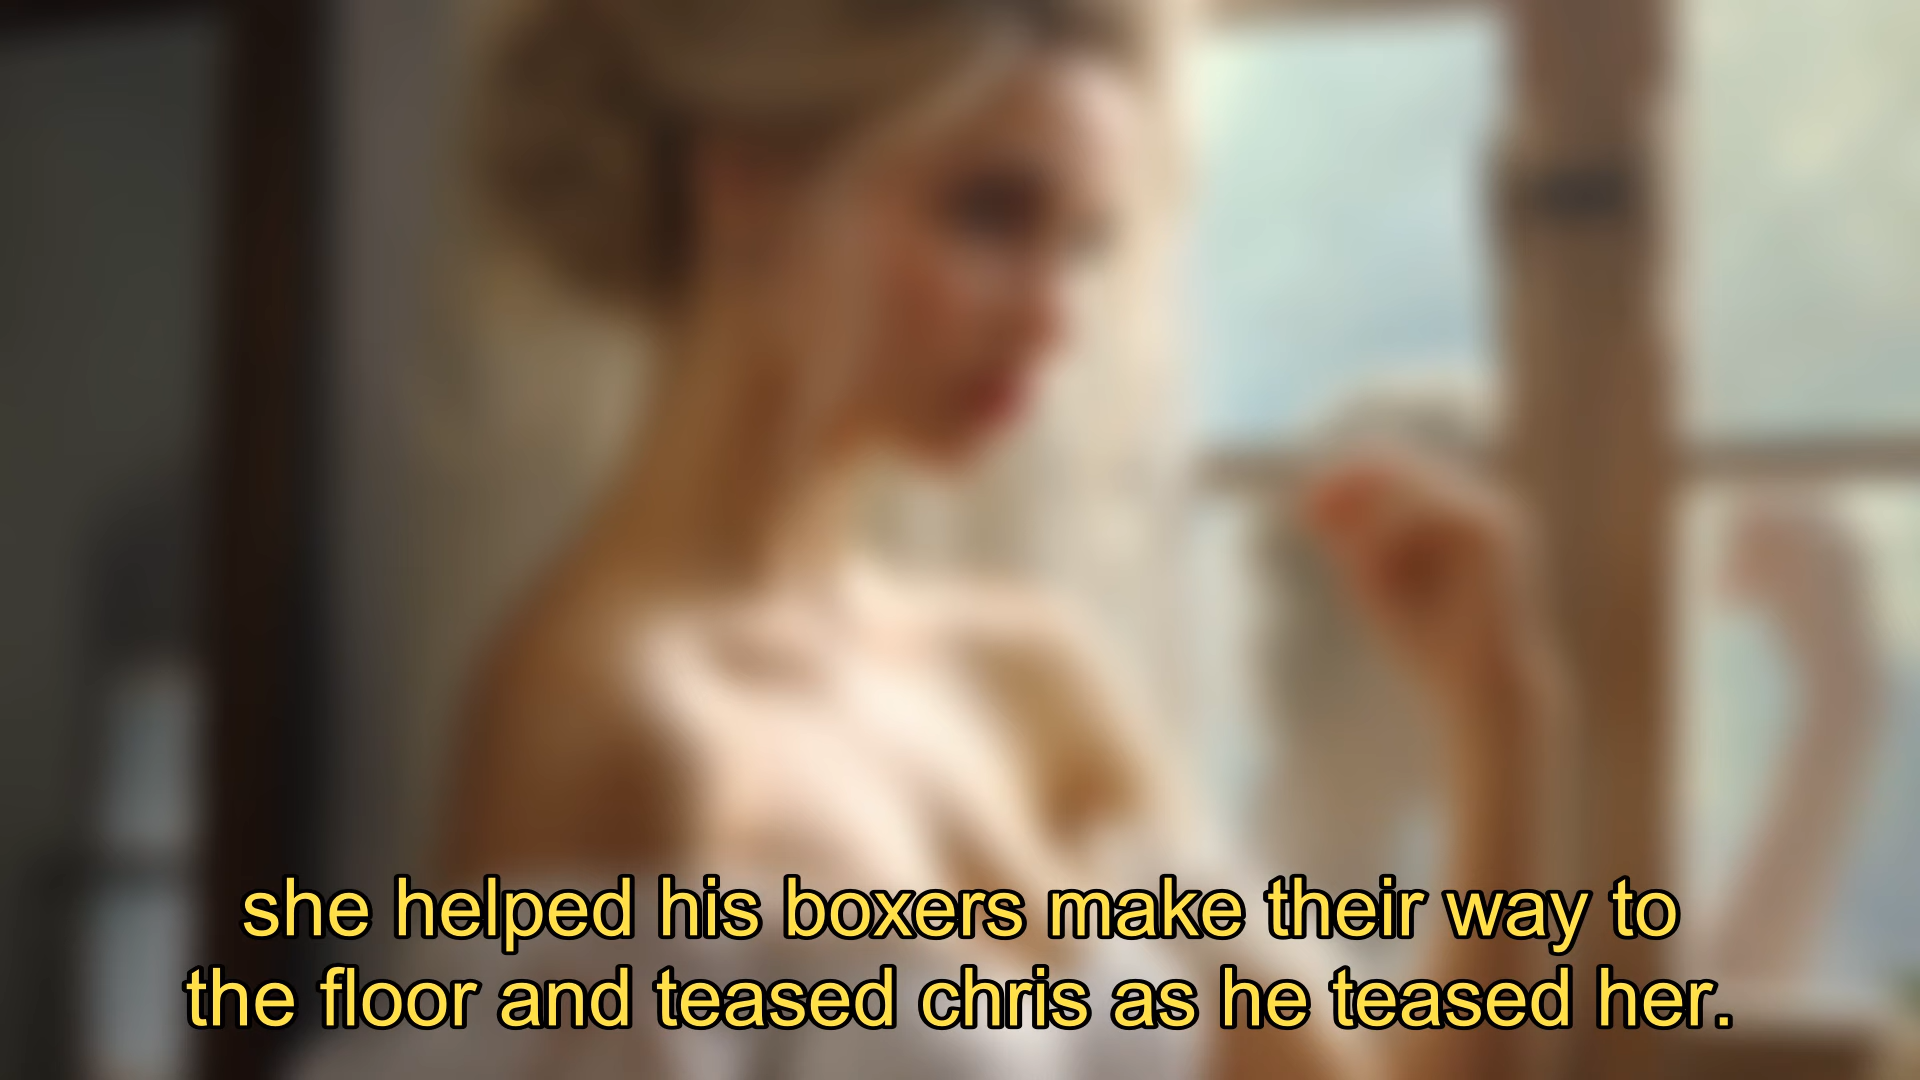 she helped his boxers make their way to
the floor and teased chris as he teased her.